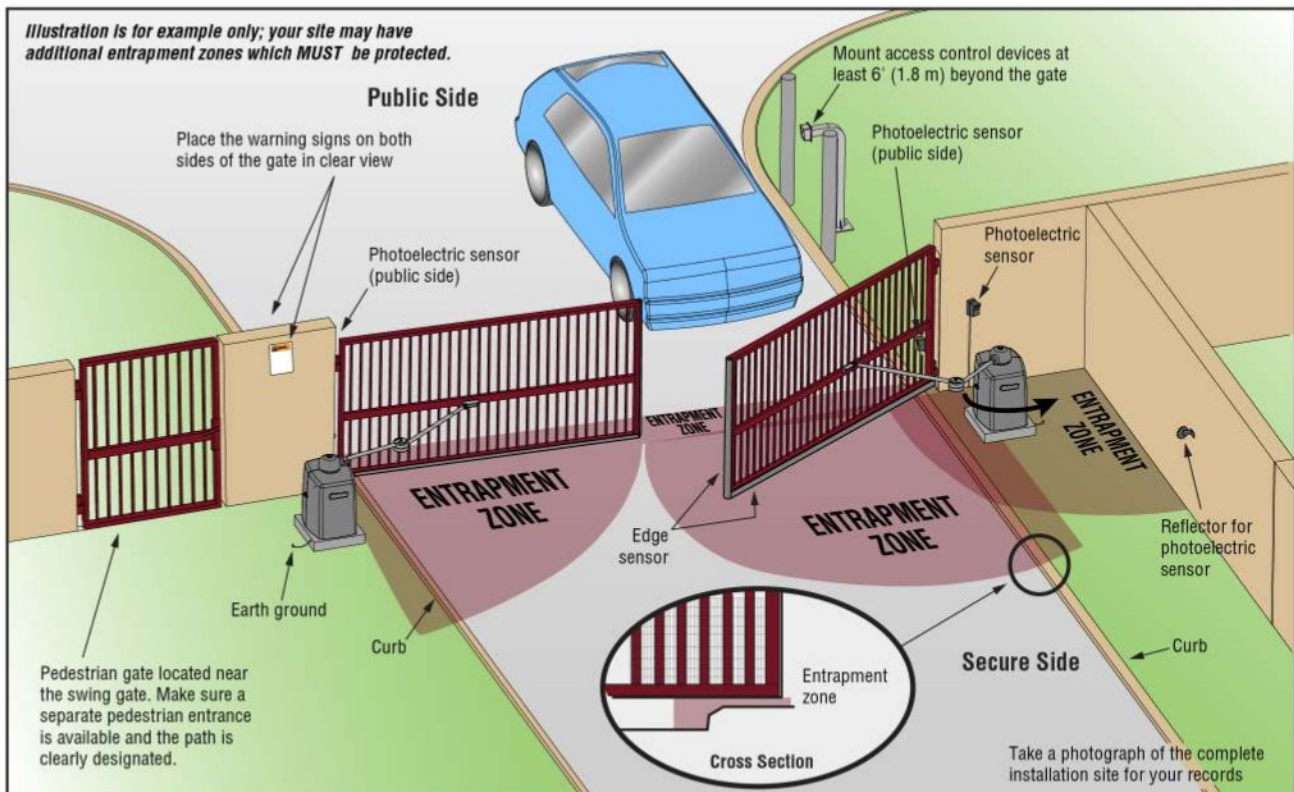 Illustration is for example only; your site may have
additional entrapment zones which MUST be protected.
Public Side
Place the warning signs on both
sides of the gate in clear view
Photoelectric sensor
(public side)
Mount access control devices at
least 6' (1.8 m) beyond the gate
Photoelectric sensor
(public side)
Photoelectric
sensor
ENTRAPMENT
ZONE
ENTRAPMENT
ZONE
ENTRAPMENT
ZONE
ENTRAPMENT
ZONE
Edge
sensor
Reflector for
photoelectric
sensor
Earth ground
Curb
Pedestrian gate located near
the swing gate. Make sure a
separate pedestrian entrance
is available and the path is
clearly designated.
Entrapment
zone
Cross Section
Secure Side
Curb
Take a photograph of the complete
installation site for your records